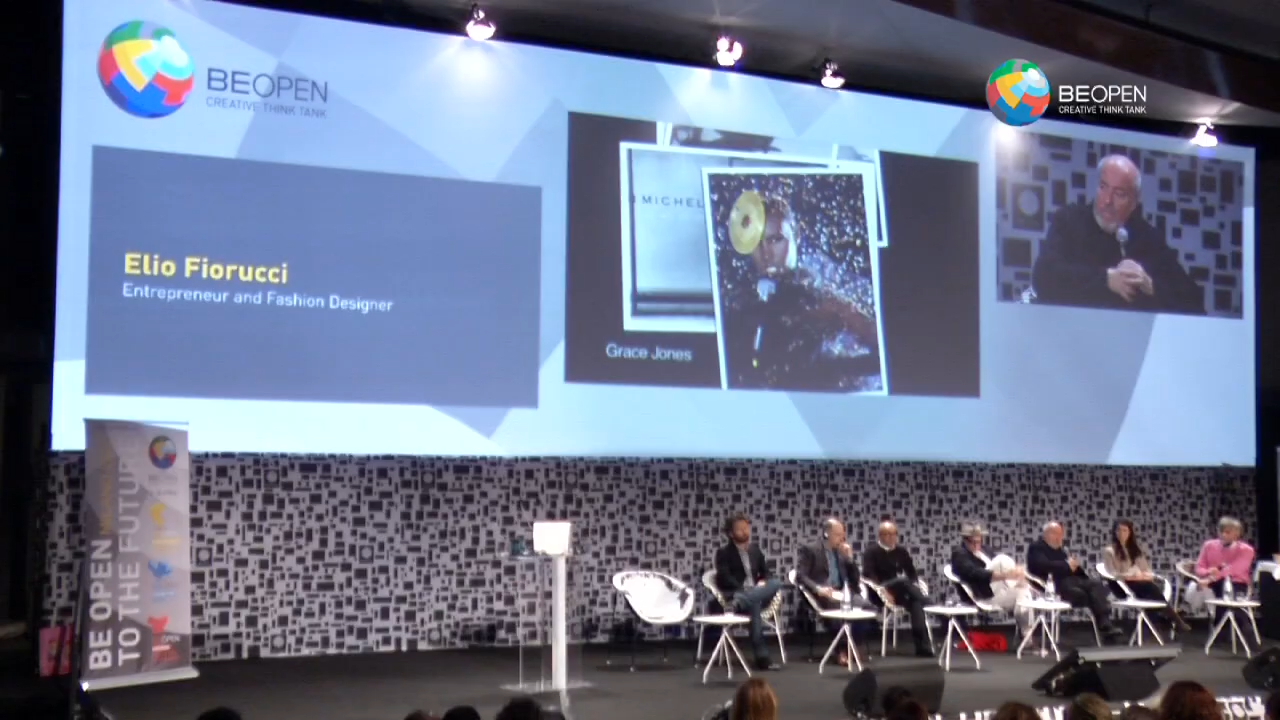 BEOPEN
CREATIVE THINK TANK
BEOPEN
CREATIVE THINK TANK
Elio Fiorucci
Entrepreneur and Fashion Designer
MICHEL
Grace Jones
BE OPEN
TO THE FUTURE